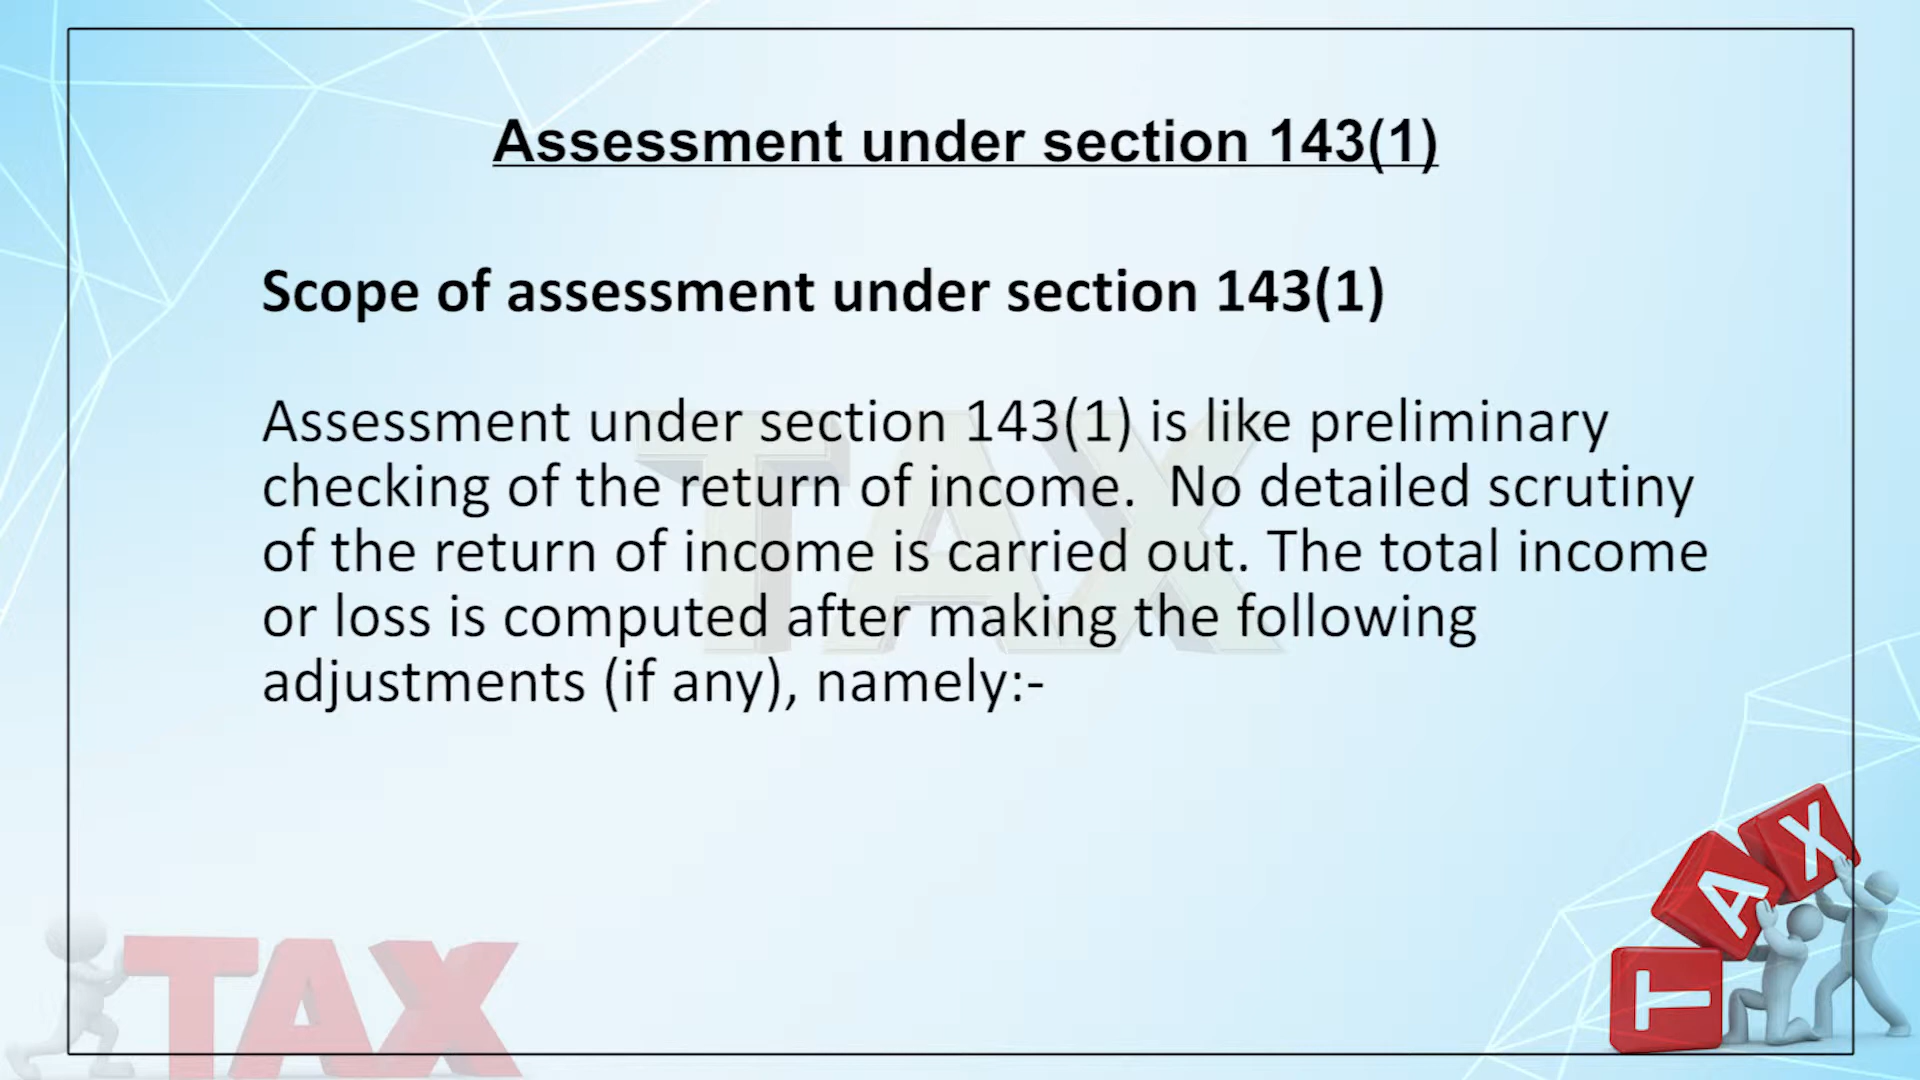 Assessment under section 143(1)
Scope of assessment under section 143(1)
Assessment under section 143(1) is like preliminary
checking of the return of income.  No detailed scrutiny
of the return of income is carried out. The total income
or loss is computed after making the following
adjustments (if any), namely:-
TAX
TAX
TAX